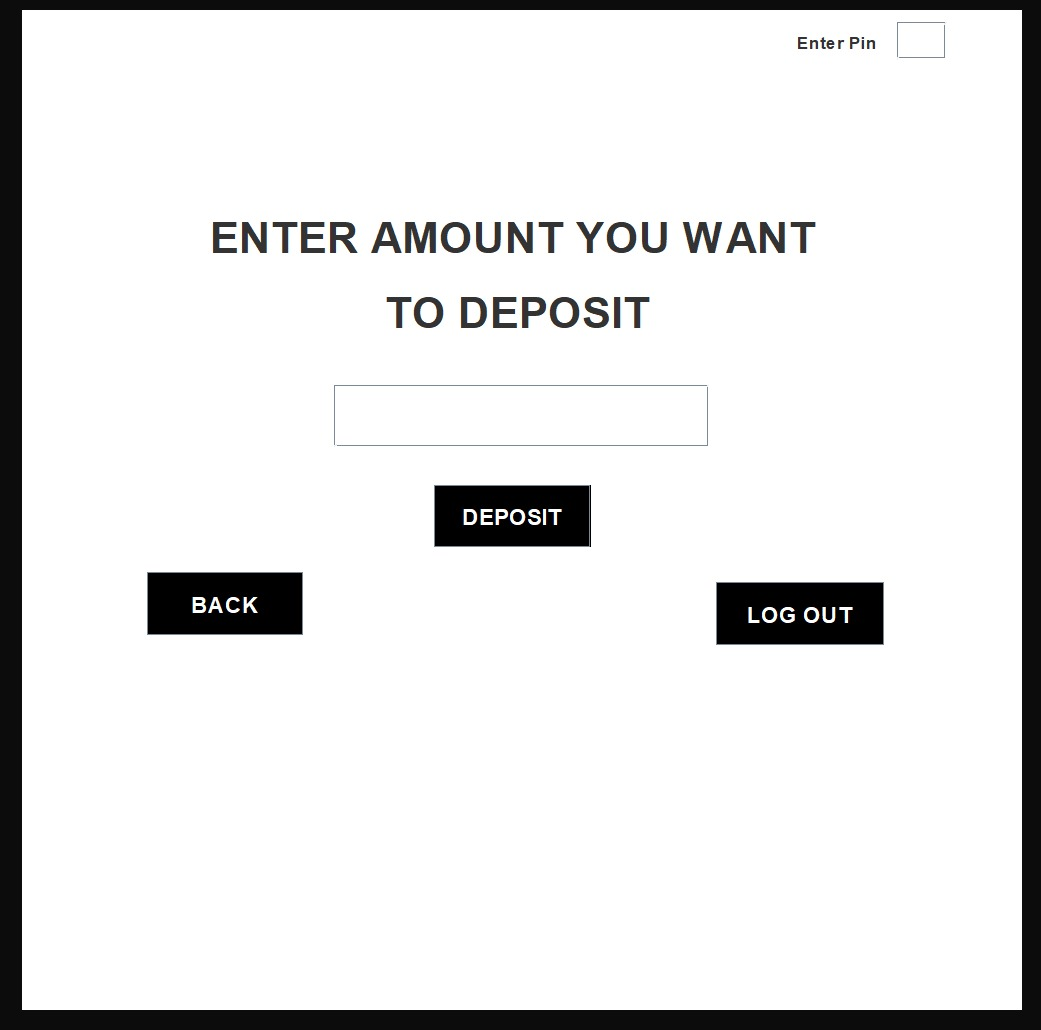 Enter Pin
ENTER AMOUNT YOU WANT
TO DEPOSIT
DEPOSIT
BACK
LOG OUT